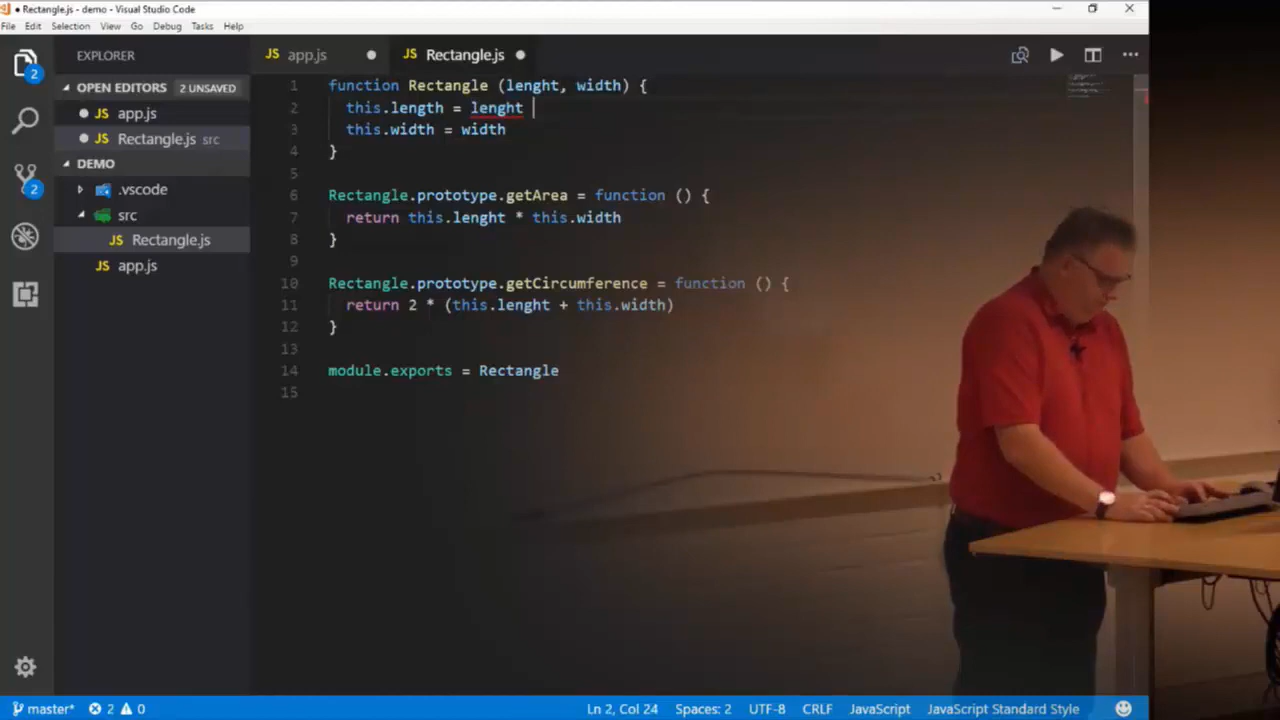 ● Rectangle.js - demo - Visual Studio Code
File Edit Selection View Go Debug Tasks Help
EXPLORER
JS app.js ●
JS Rectangle.js ●
2
OPEN EDITORS 2 UNSAVED
● JS app.js
● JS Rectangle.js src
DEMO
.vscode
2
src
JS Rectangle.js
JS app.js
1 function Rectangle (lenght, width) {
2 this.length = lenght
3 this.width = width
4 }
5
6 Rectangle.prototype.getArea = function () {
7 return this.lenght * this.width
8 }
9
10 Rectangle.prototype.getCircumference = function () {
11 return 2 * (this.lenght + this.width)
12 }
13
14 module.exports = Rectangle
15
master* 2 0 Ln 2, Col 24 Spaces: 2 UTF-8 CRLF JavaScript JavaScript Standard Style